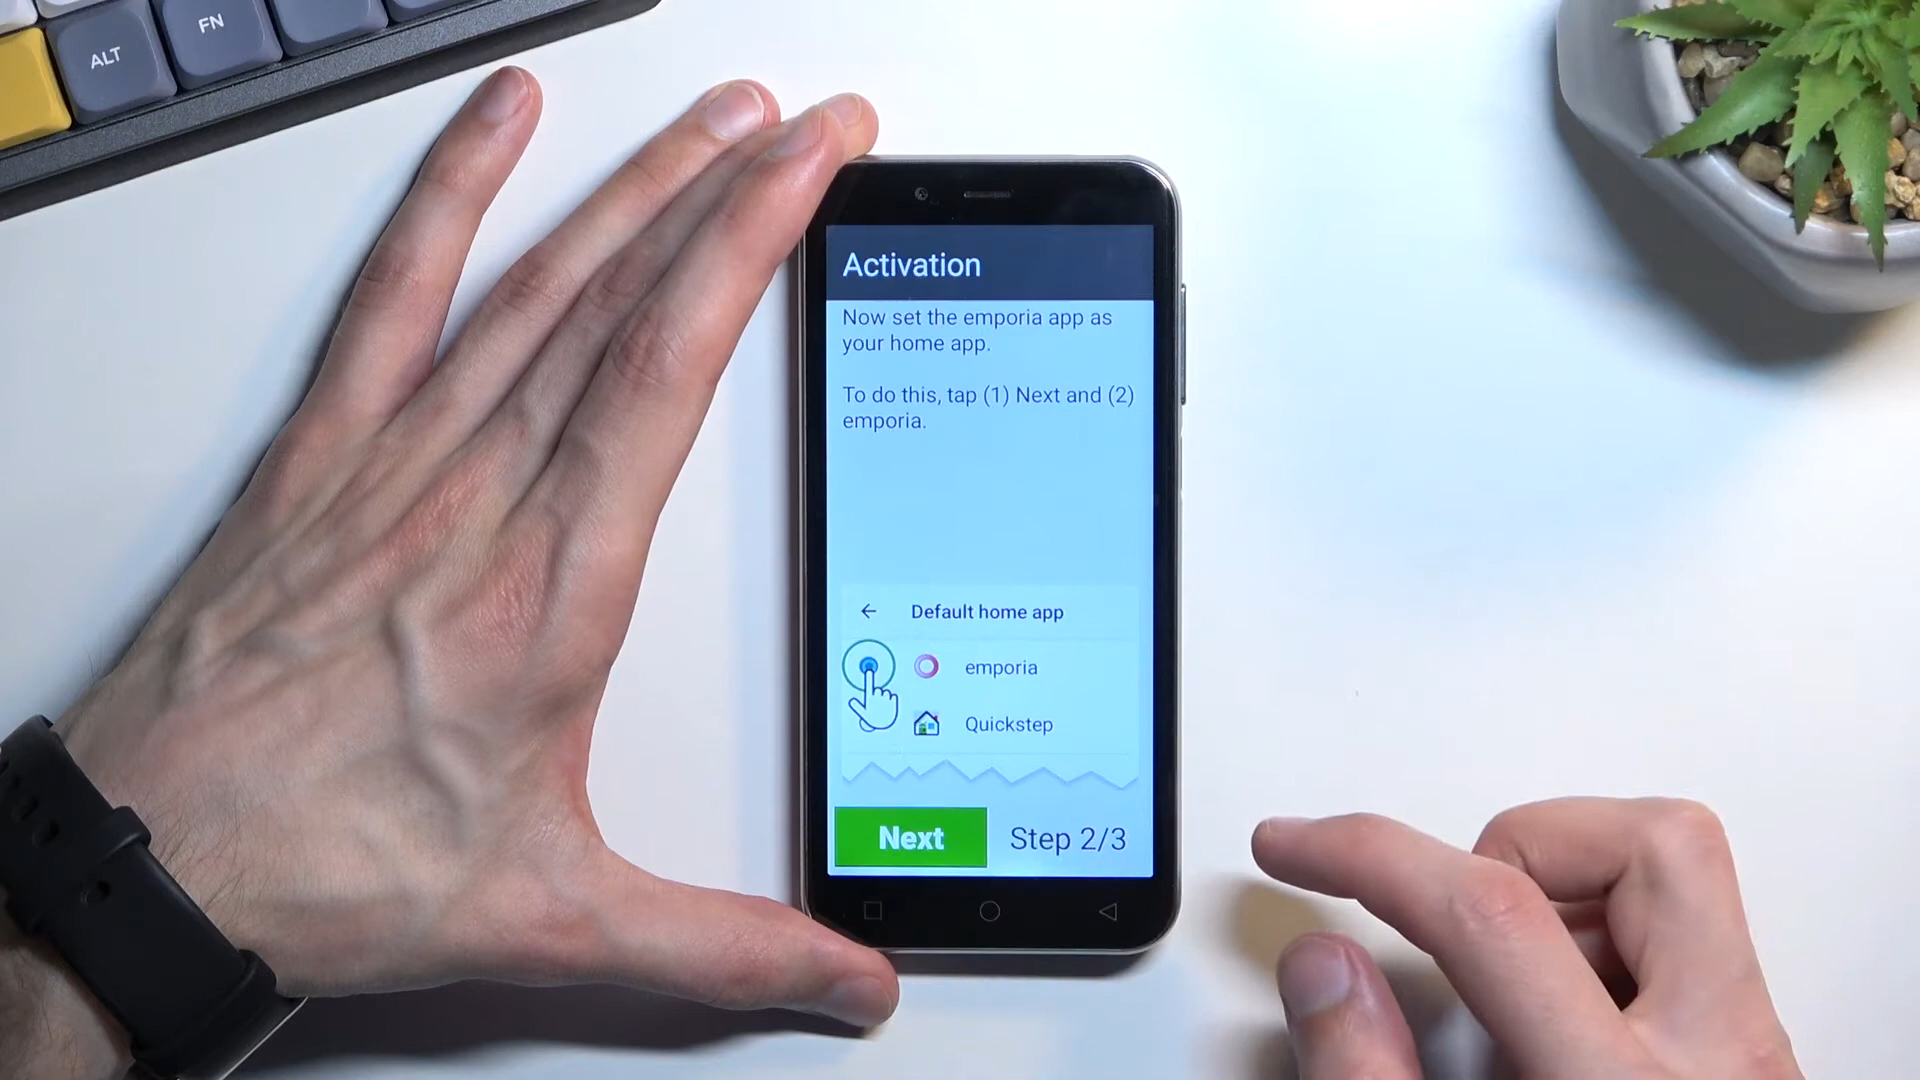 ALT
FN
Activation
Now set the emporia app as
your home app.
To do this, tap (1) Next and (2)
emporia.
Default home app
emporia
Quickstep
Next
Step 2/3